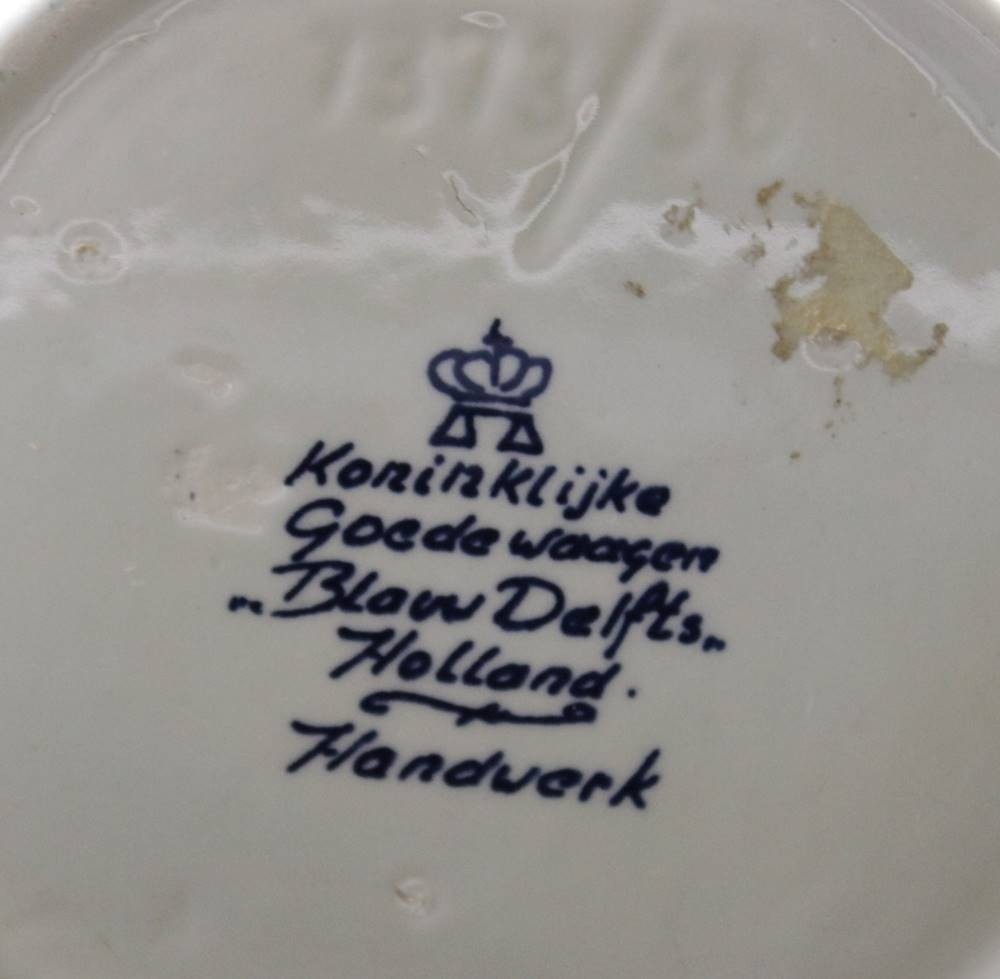 Koninklijke
Goedewaagen
„Blauw Delfts„
Holland.
Handwerk